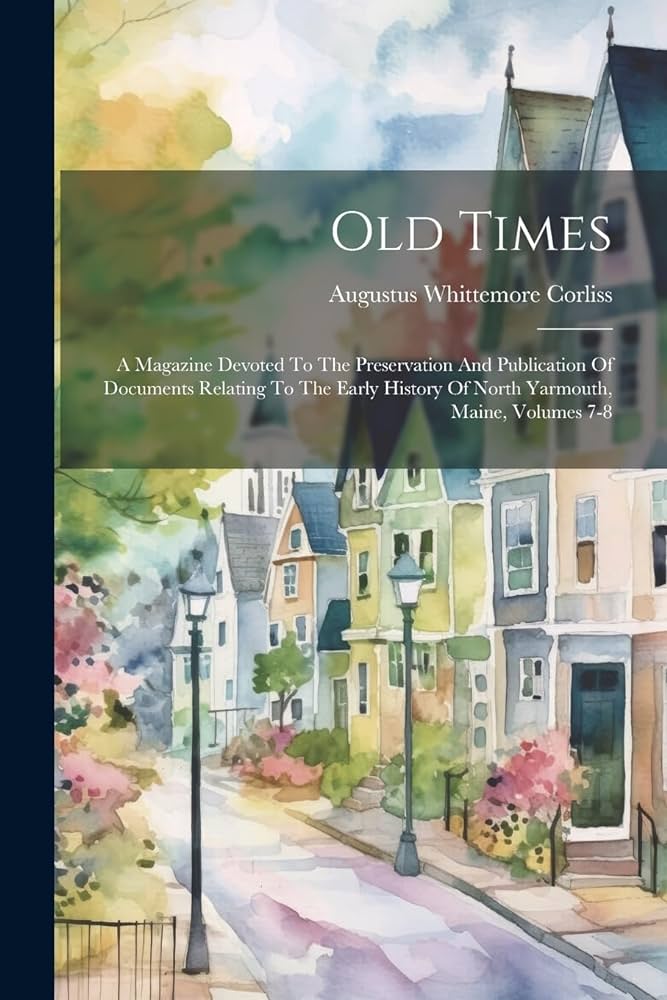 OLD TIMES
Augustus Whittemore Corliss
A Magazine Devoted To The Preservation And Publication Of
Documents Relating To The Early History Of North Yarmouth,
Maine, Volumes 7-8